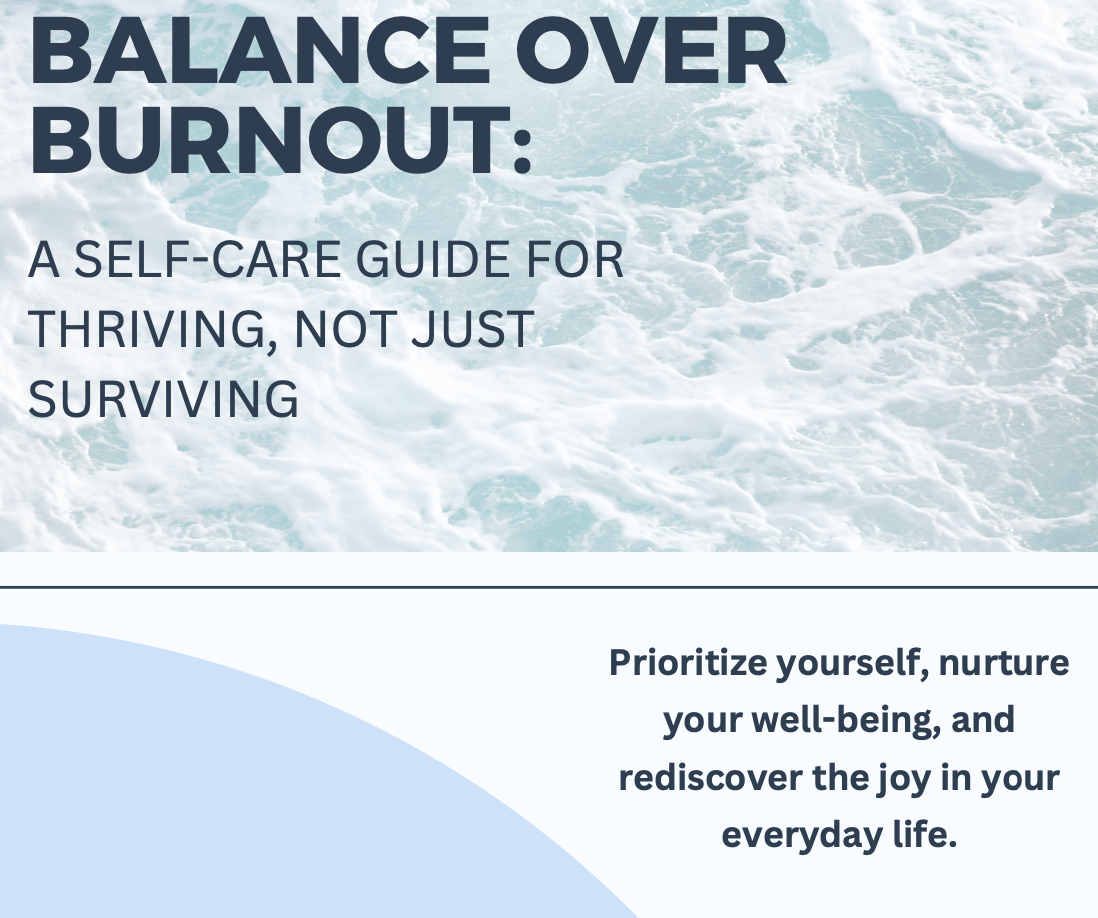 BALANCE OVER
BURNOUT:
A SELF-CARE GUIDE FOR
THRIVING, NOT JUST
SURVIVING
Prioritize yourself, nurture
your well-being, and
rediscover the joy in your
everyday life.